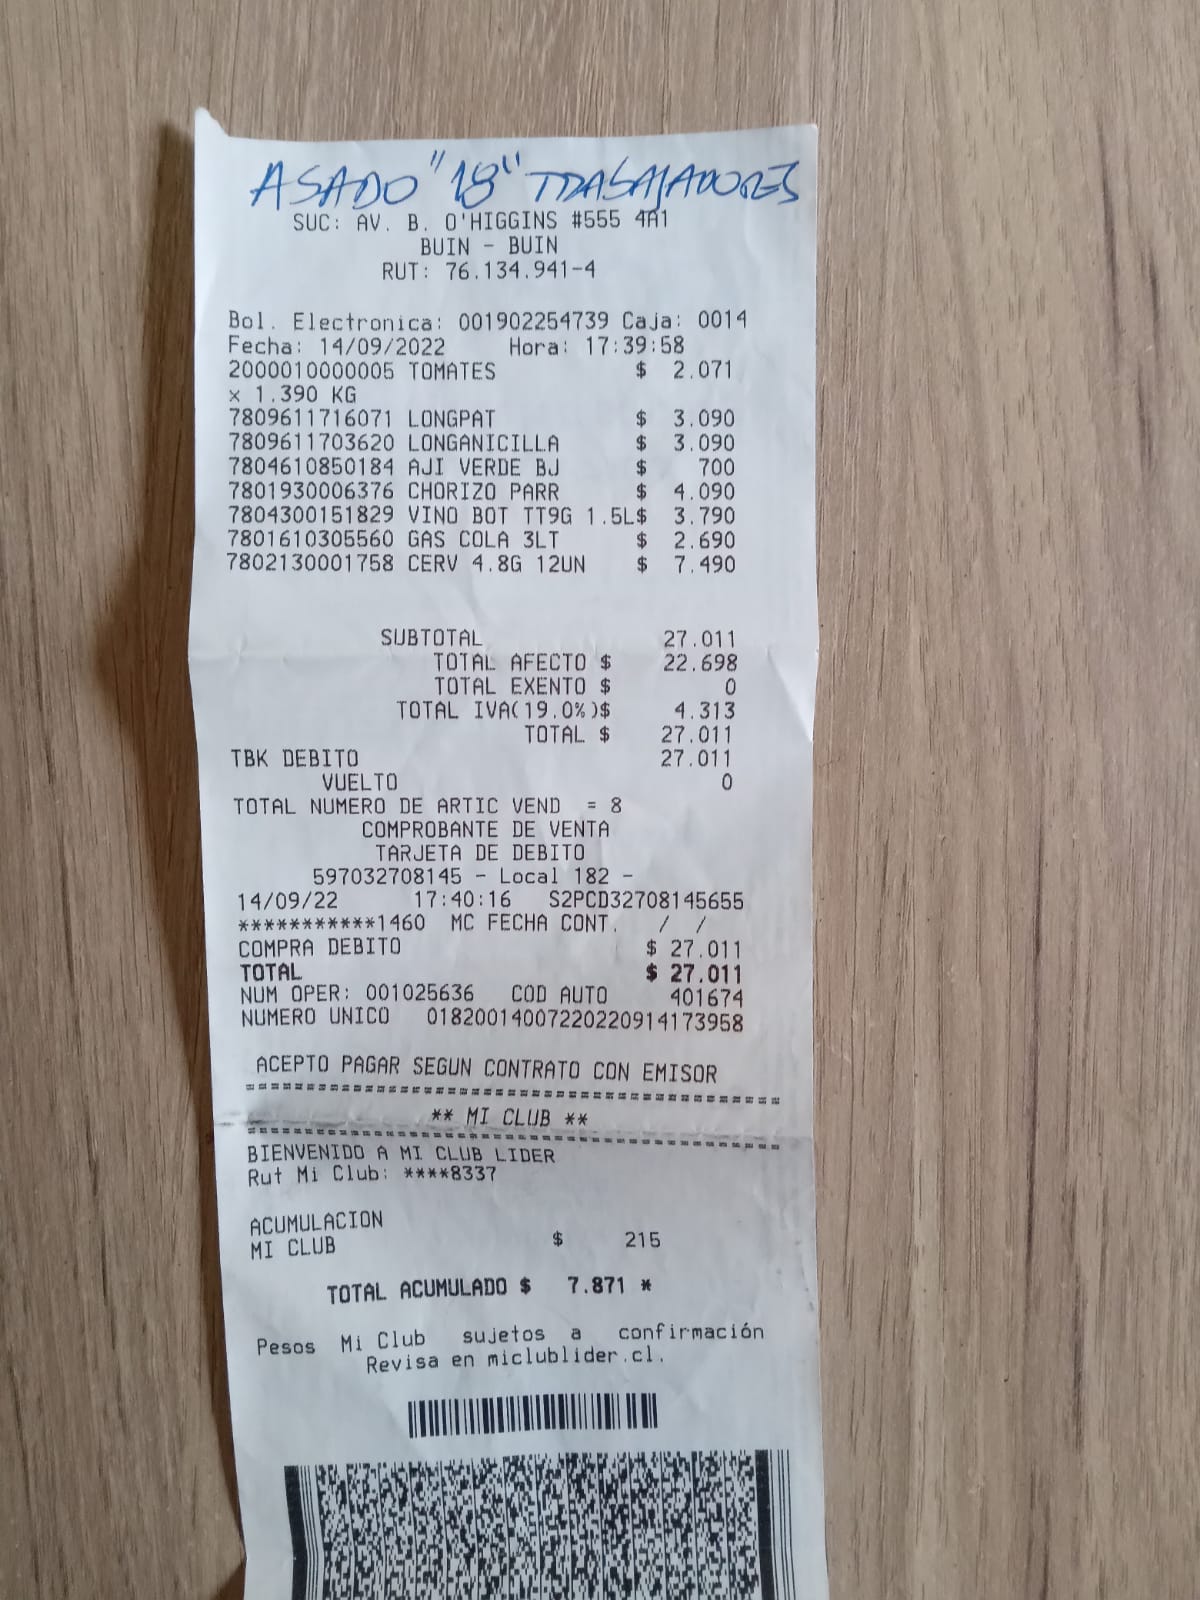 ASADO "18" TRABAJADORES
SUC: AV. B. O'HIGGINS #555 4A1
BUIN - BUIN
RUT: 76.134.941-4
Bol. Electronica: 001902254739 Caja: 0014
Fecha: 14/09/2022 Hora: 17:39:58
2000010000005 TOMATES $ 2.071
x 1.390 KG
7809611716071 LONGPAT $ 3.090
7809611703620 LONGANICILLA $ 3.090
7804610850184 AJI VERDE BJ $ 700
7801930006376 CHORIZO PARR $ 4.090
7804300151829 VINO BOT TT9G 1.5L$ 3.790
7801610305560 GAS COLA 3LT $ 2.690
7802130001758 CERV 4.8G 12UN $ 7.490
SUBTOTAL 27.011
TOTAL AFECTO $ 22.698
TOTAL EXENTO $ 0
TOTAL IVA(19.0%)$ 4.313
TOTAL $ 27.011
TBK DEBITO 27.011
VUELTO 0
TOTAL NUMERO DE ARTIC VEND = 8
COMPROBANTE DE VENTA
TARJETA DE DEBITO
597032708145 - Local 182 -
14/09/22 17:40:16 S2PCD32708145655
***********1460 MC FECHA CONT. / /
COMPRA DEBITO $ 27.011
TOTAL $ 27.011
NUM OPER: 001025636 COD AUTO 401674
NUMERO UNICO 0182001400722022091417​3958
ACEPTO PAGAR SEGUN CONTRATO CON EMISOR
** MI CLUB **
BIENVENIDO A MI CLUB LIDER
Rut Mi Club: ****8337
ACUMULACION
MI CLUB $ 215
TOTAL ACUMULADO $ 7.871 *
Pesos Mi Club sujetos a confirmación
Revisa en miclublider.cl.